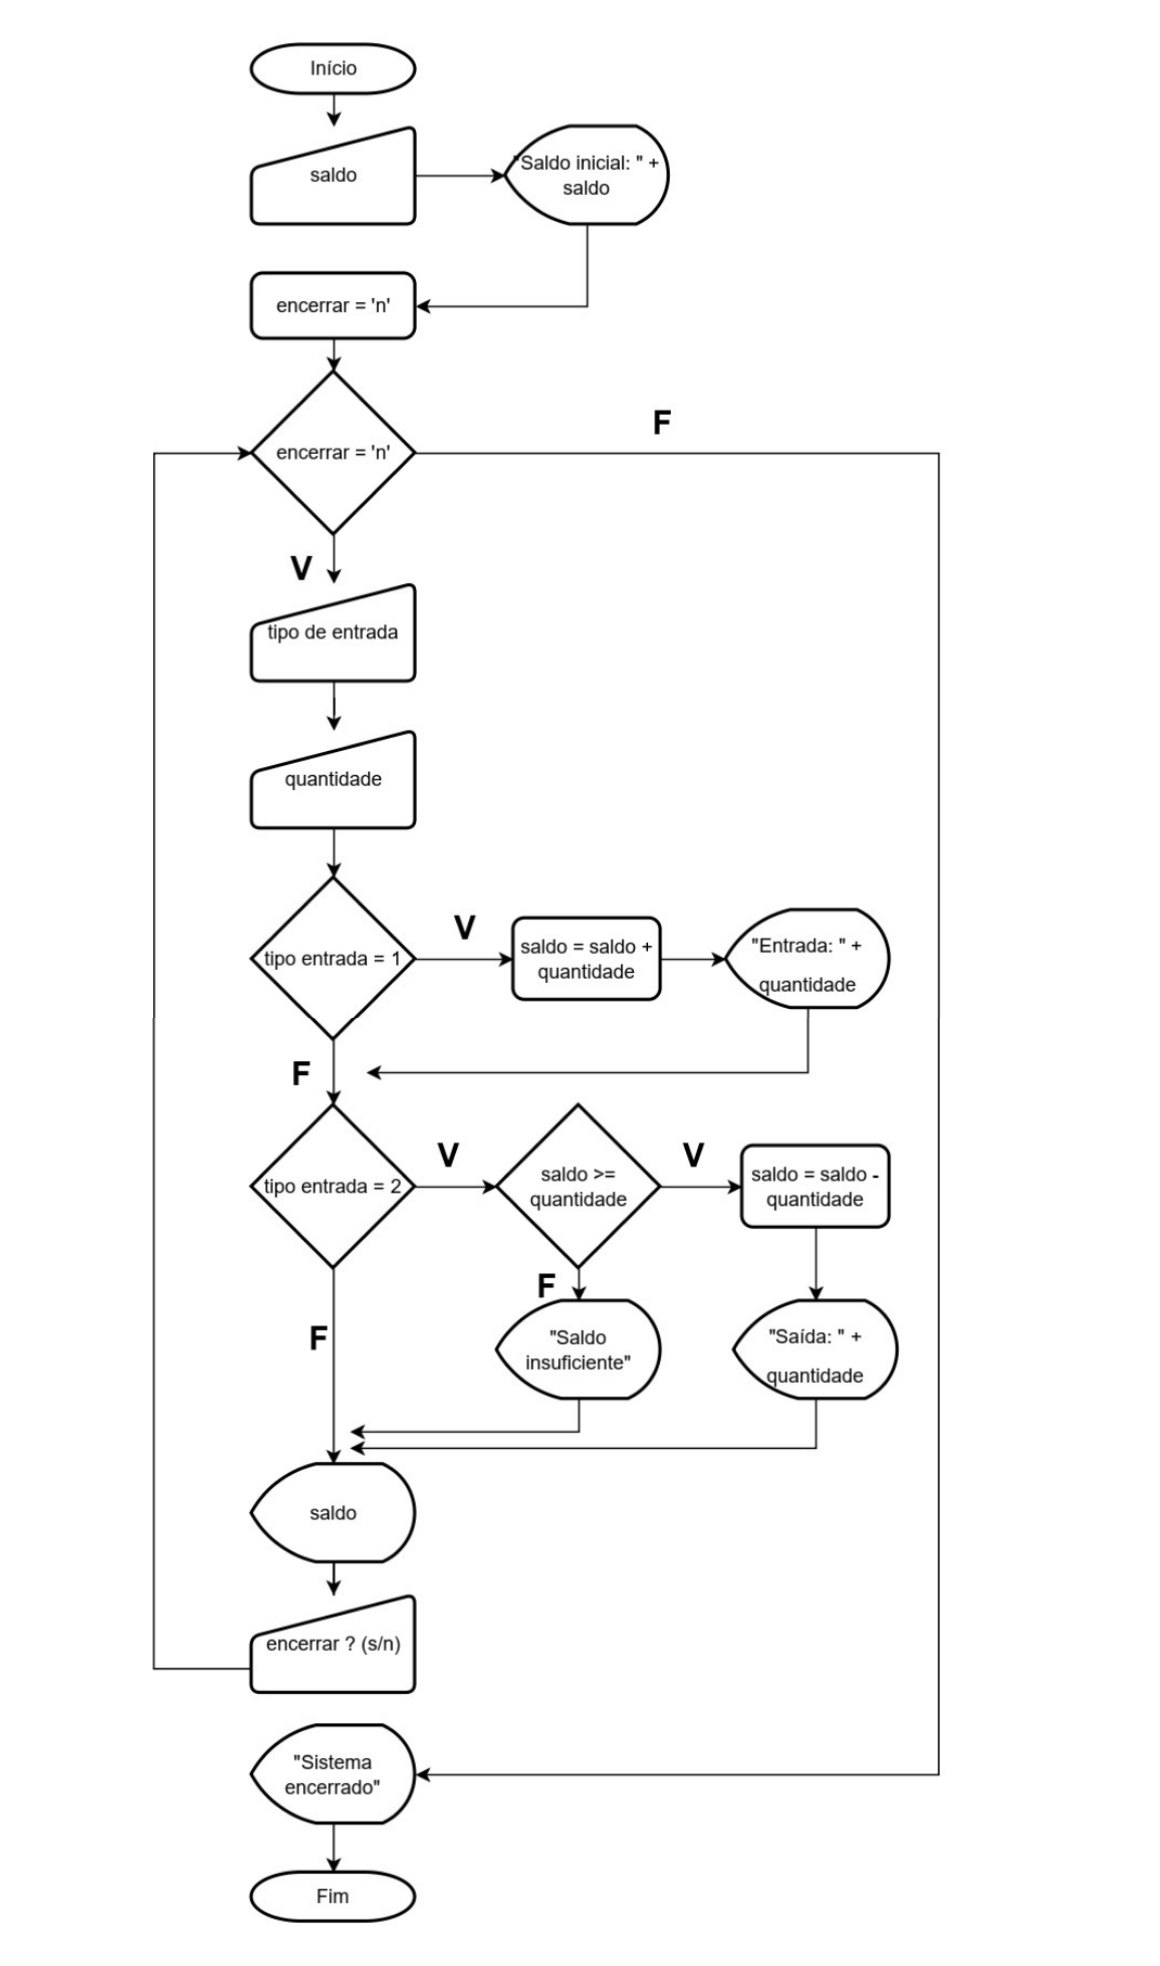 Início
saldo
"Saldo inicial: " +
saldo
encerrar = 'n'
encerrar = 'n'
F
V
tipo de entrada
quantidade
tipo entrada = 1
V
saldo = saldo +
quantidade
"Entrada: " +
quantidade
F
tipo entrada = 2
V
saldo >=
quantidade
V
saldo = saldo -
quantidade
F
F
"Saldo
insuficiente"
"Saída: " +
quantidade
saldo
encerrar ? (s/n)
"Sistema
encerrado"
Fim